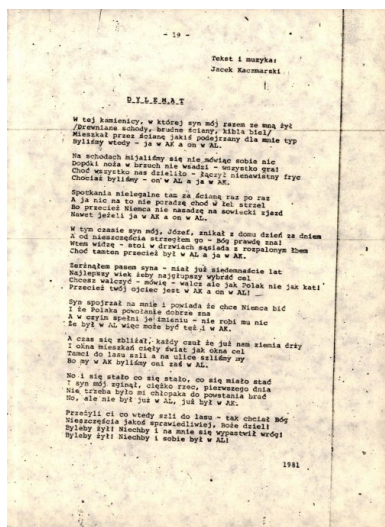 - 19 -
Tekst i muzyka:
Jacek Kaczmarski
D Y L E M A T
W tej kamienicy, w której syn mój razem ze mną żył
/Drewniane schody, brudne ściany, kibla biel/
Mieszkał przez ścianę jakiś podejrzany dla mnie typ
Byliśmy wtedy - ja w AK a on w AL.
Na schodach mijaliśmy się nie mówiąc sobie nic
Dopóki noża w brzuch nie wsadzi - wszystko gra!
Choć wszystko nas dzieliło - łączył nienawistny fryc
Chociaż byliśmy - on w AL a ja w AK.
Spotkania nielegalne tam za ścianą raz po raz
A ja nic na to nie poradzę chod w łeb strzel
Bo przecież Niemca nie nasadzę na sowiecki zjazd
Nawet jeżeli ja w AK a on w AL.
W tym czasie syn mój, Józef, znikał z domu dzień za dniem
A od nieszczęścia strzegłem go - Bóg prawdę zna!
Wtem widzę - stoi w drzwiach sąsiada z rozpalonym łbem
Choć tamten przecież był w AL a ja w AK.
Zerżnąłem pasem syna - miał już siedemnaście lat
Najlepszy wiek żeby najgłupszy wybrać cel
Chcesz walczyć - mówię - walcz ale jak Polak nie jak kat!
Przecież twój ojciec jest w AK a on w AL!
Syn spojrzał na mnie i powiada że chce Niemca bić
I że Polska powołanie dobrze zna
A w czyim spełni je imieniu - nie robi mu nic
Że był w AL więc może być też i w AK.
A czas się zbliżał, każdy czuł że już nem ziemia drży
I okna mieszkań cięły świat jak okna cel
Tamci do lasu szli a na ulice szliśmy my
Bo my w AK byliśmy oni zaś w AL.
No i się stało co się stało, co się miało stać
I syn mój zginął, ciężko rzec, pierwszego dnia
Nie trzeba było mi chłopaka do powstania brać
No, ale nie był już w AL, już był w AK.
Przeżyli ci co wtedy szli do lasu - tak chciał Bóg
Nieszczęścia jakoś sprawiedliwiej, Boże dziel!
Byleby żył! Niechby i na mnie się wypastwił wróg!
Byleby żył! Niechby i sobie był w AL!
1981